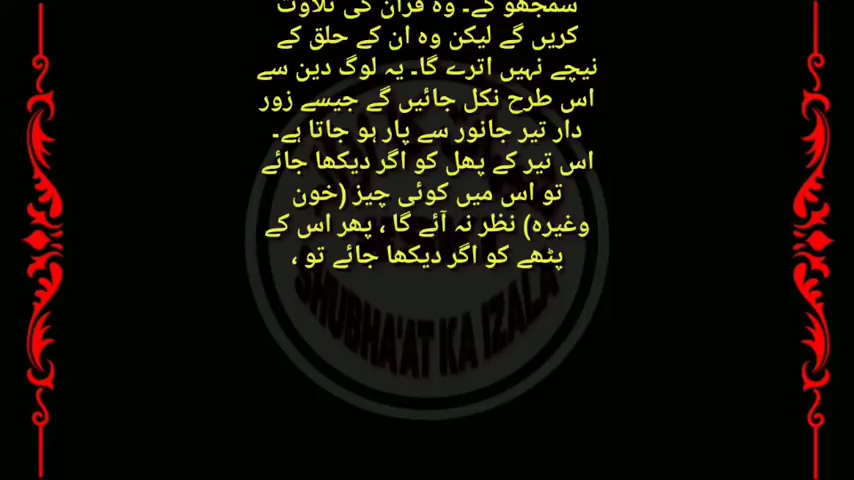 سمجھو گے۔ وہ قرآن کی تلاوت
کریں گے لیکن وہ ان کے حلق کے
نیچے نہیں اترے گا۔ یہ لوگ دین سے
اس طرح نکل جائیں گے جیسے زور
دار تیر جانور سے پار ہو جاتا ہے۔
اس تیر کے پھل کو اگر دیکھا جائے
تو اس میں کوئی چیز (خون
وغیرہ) نظر نہ آئے گا ، پھر اس کے
پٹھے کو اگر دیکھا جائے تو ،
SHUBHA'AT KA IZALA